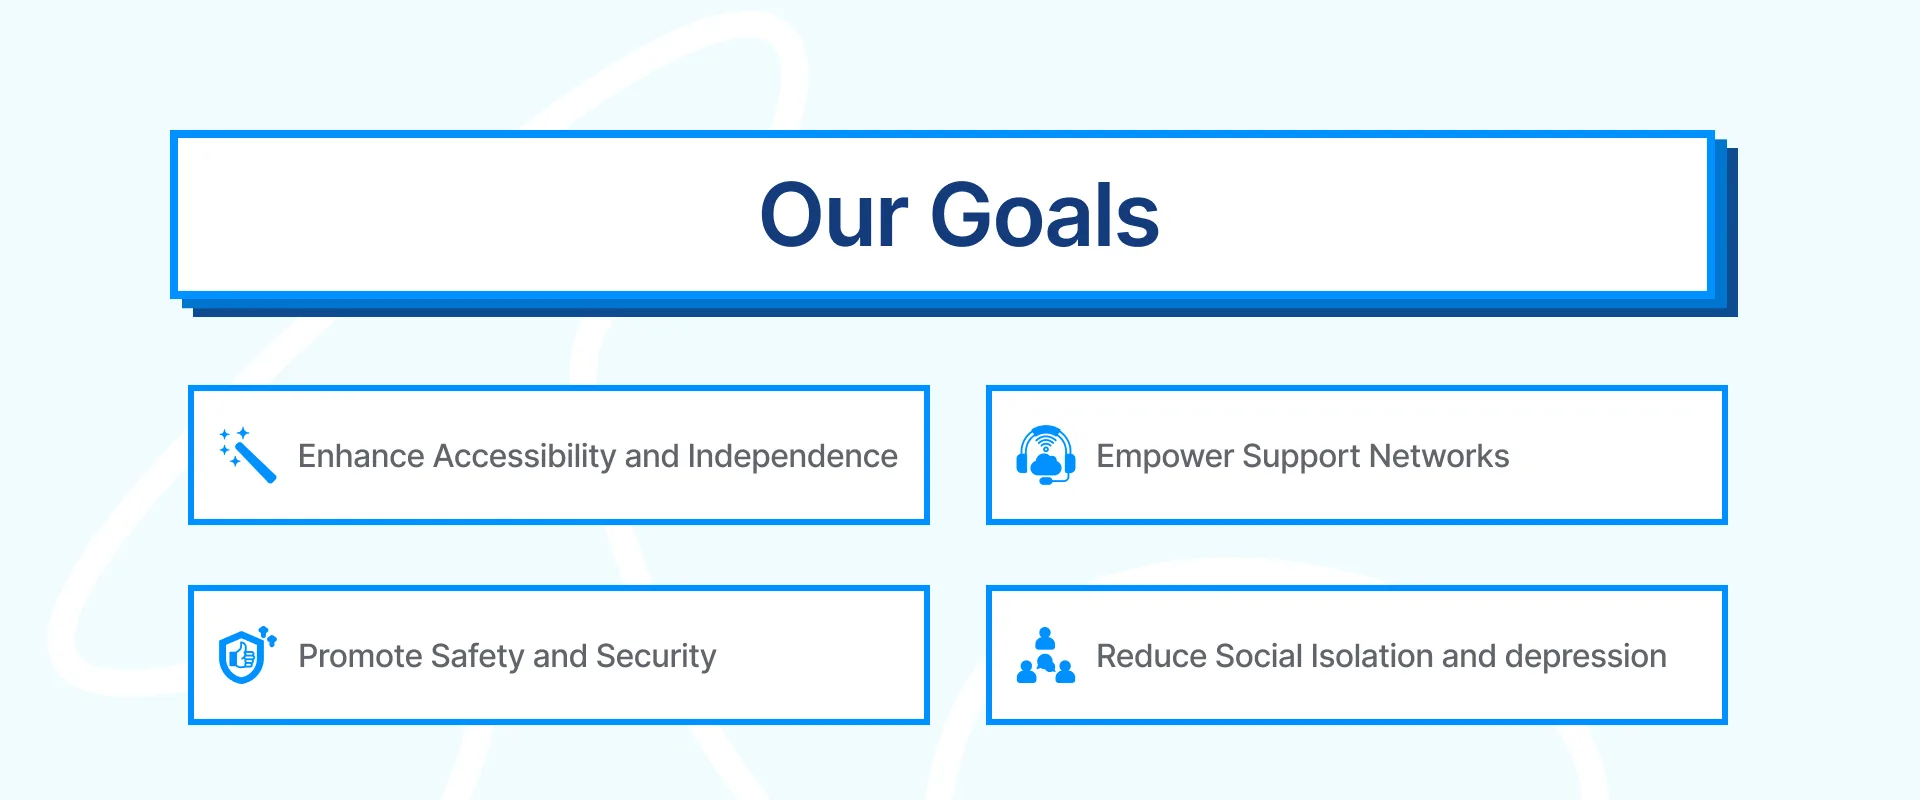 Our Goals
Enhance Accessibility and Independence
Empower Support Networks
Promote Safety and Security
Reduce Social Isolation and depression